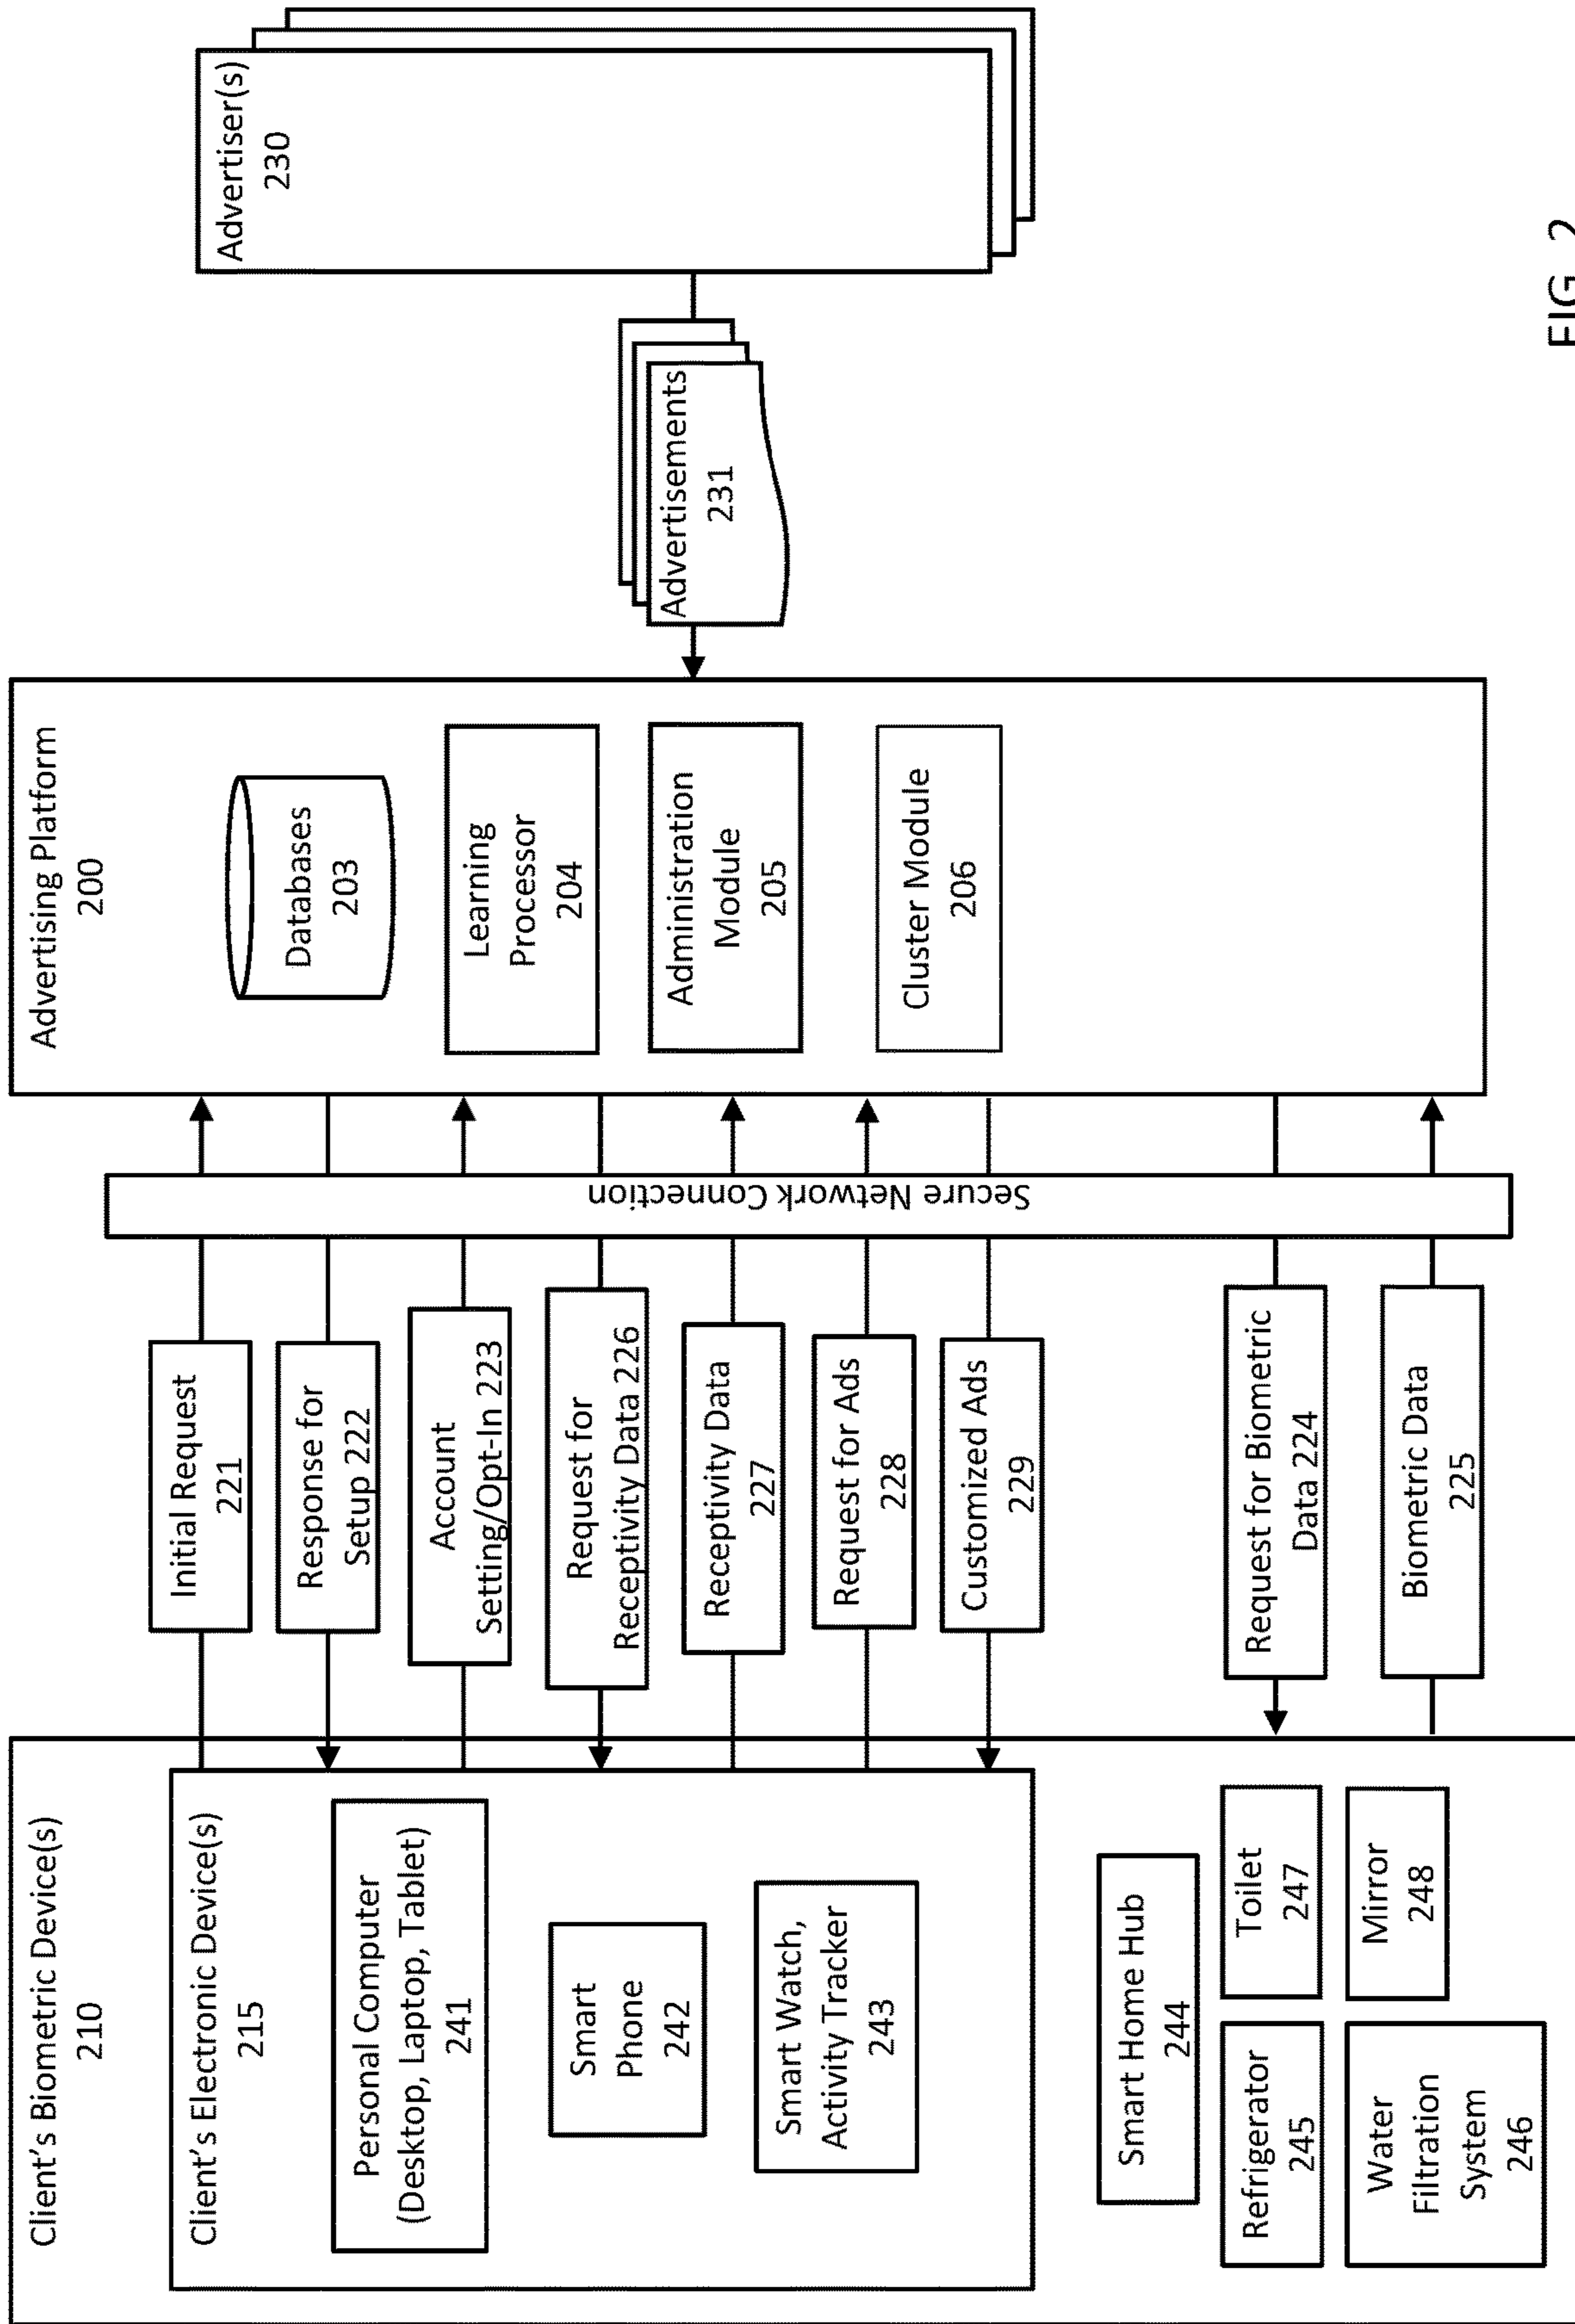 Client's Biometric Device(s)
210
Client's Electronic Device(s)
215
Personal Computer
(Desktop, Laptop, Tablet)
241
Smart
Phone
242
Smart Watch,
Activity Tracker
243
Smart Home Hub
244
Refrigerator
245
Toilet
247
Water
Filtration
System
246
Mirror
248
Initial Request
221
Response for
Setup 222
Account
Setting/Opt-In 223
Request for
Receptivity Data 226
Receptivity Data
227
Request for Ads
228
Customized Ads
229
Request for Biometric
Data 224
Biometric Data
225
Secure Network Connection
Advertising Platform
200
Databases
203
Learning
Processor
204
Administration
Module
205
Cluster Module
206
Advertisements
231
Advertiser(s)
230
FIG. 2